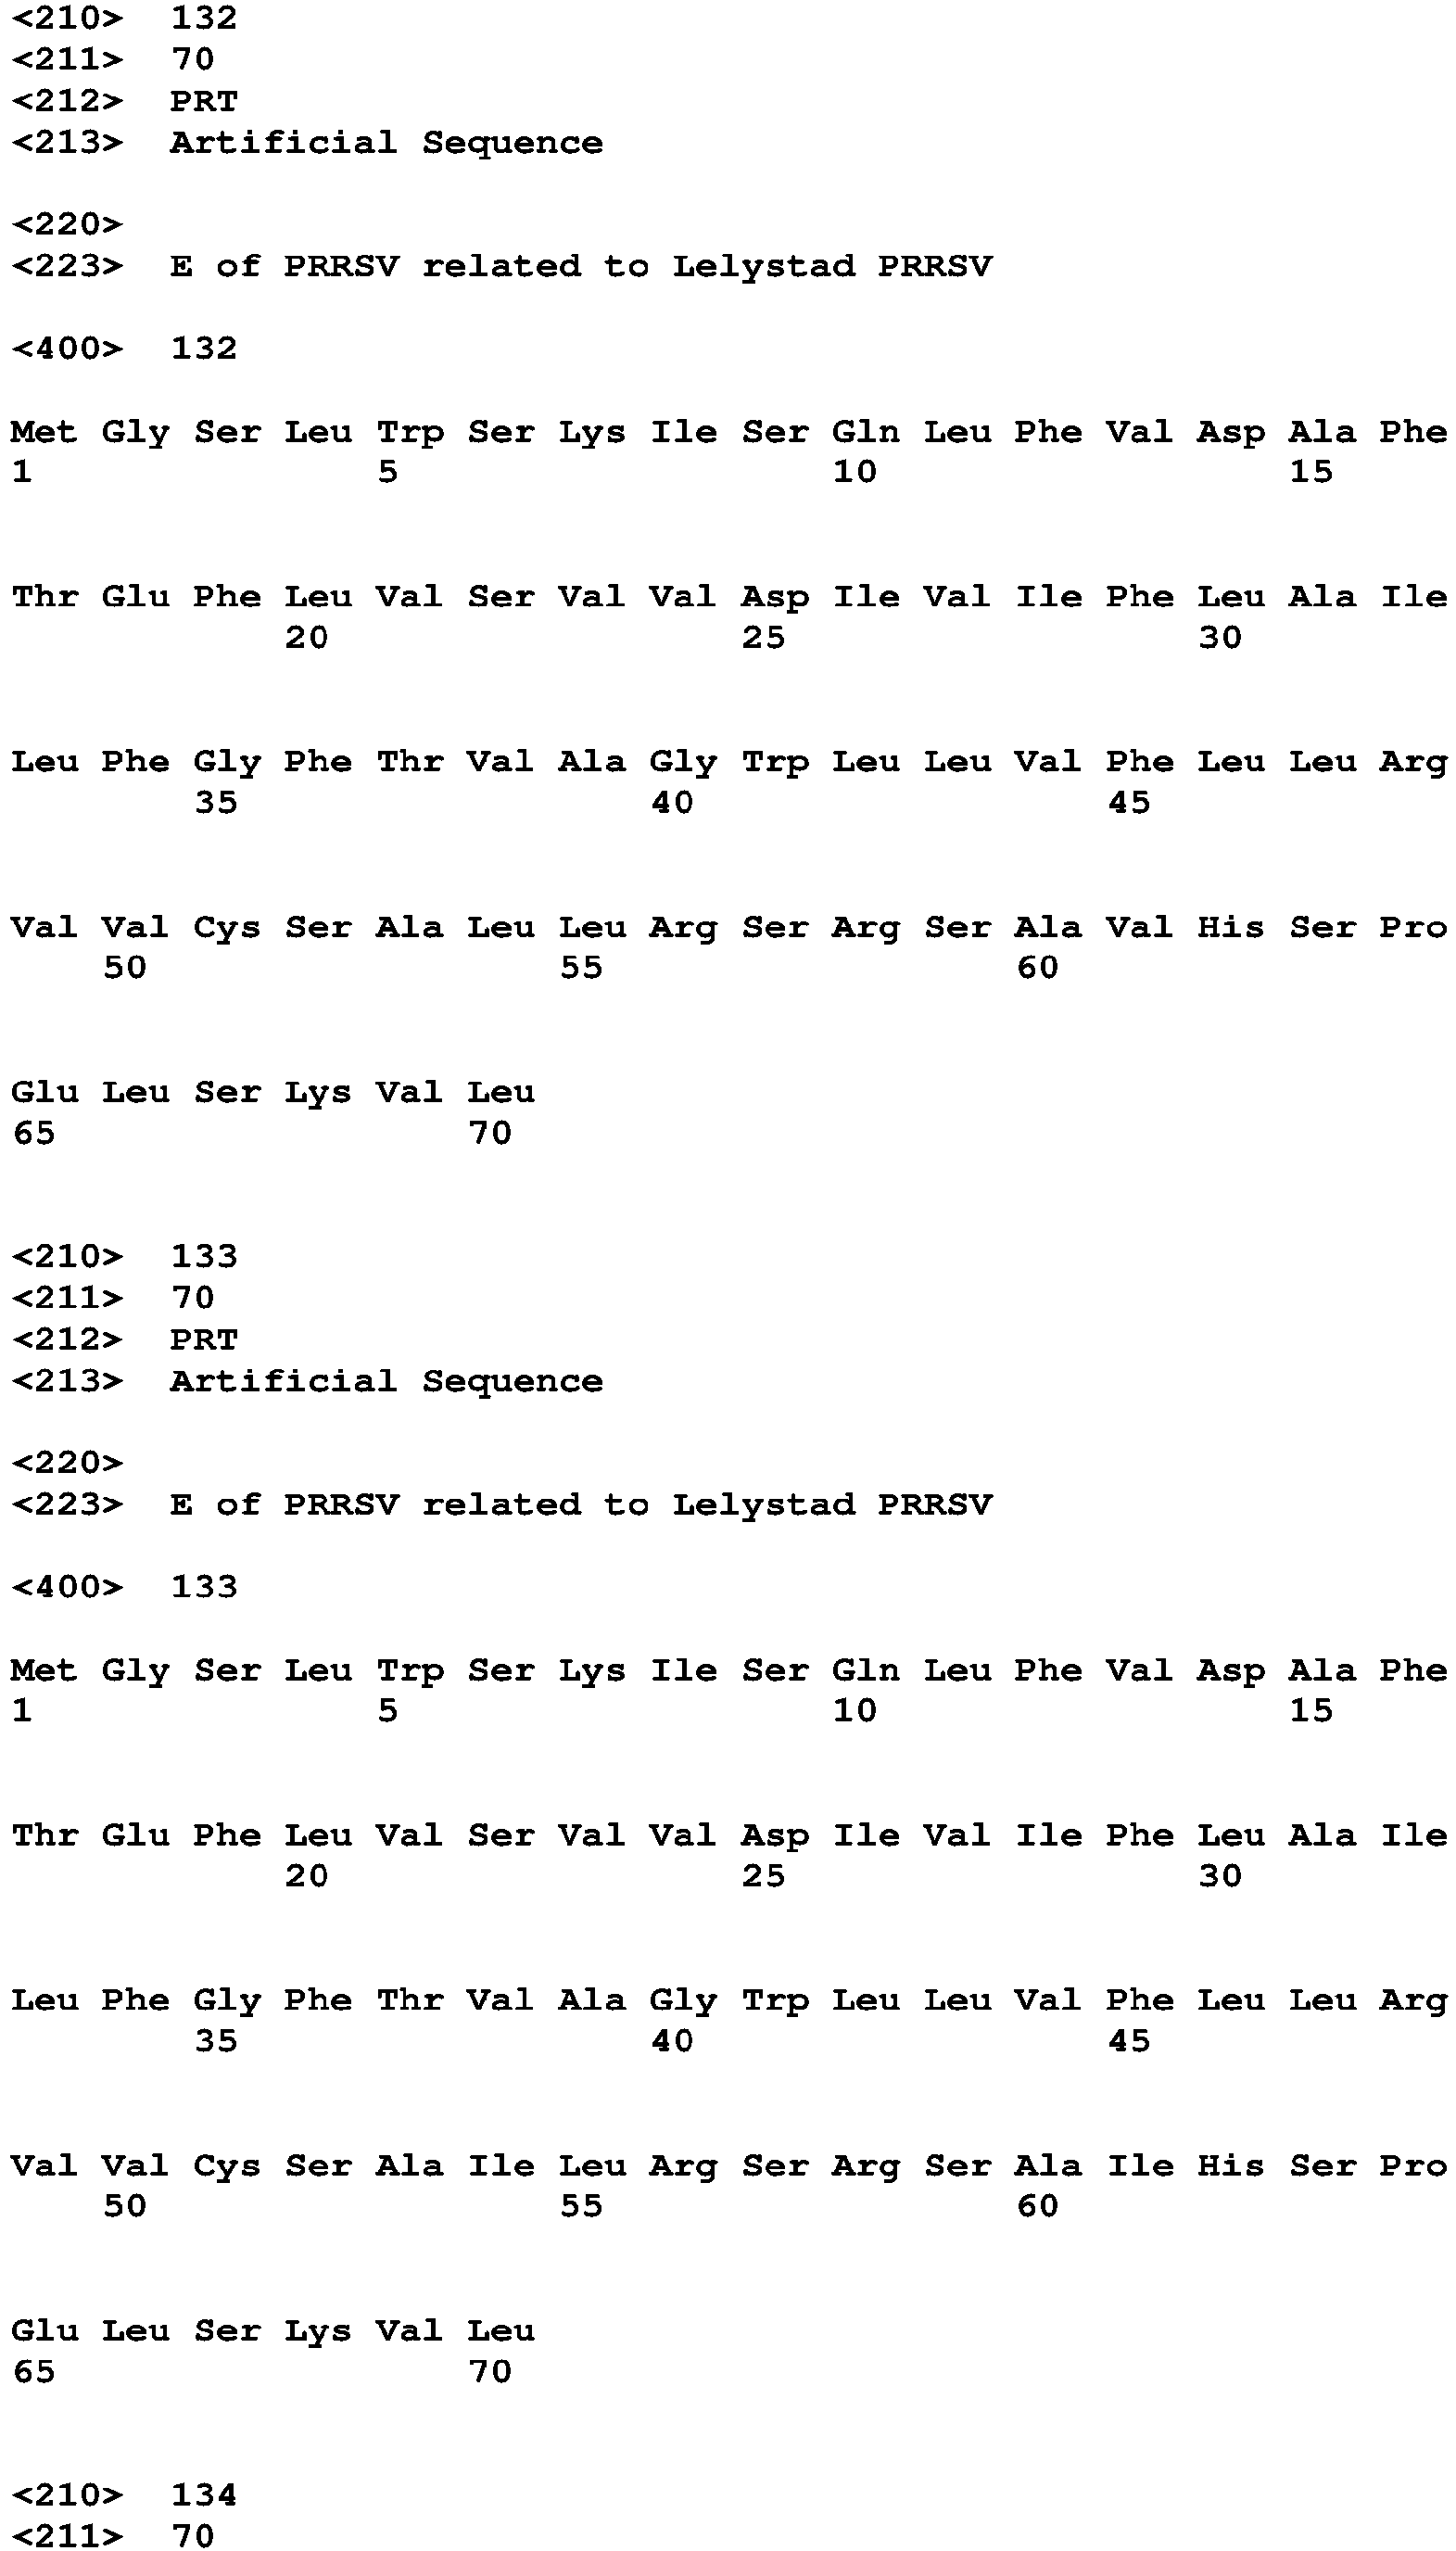 <210> 132
<211> 70
<212> PRT
<213> Artificial Sequence
<220>
<223> E of PRRSV related to Lelystad PRRSV
<400> 132
Met Gly Ser Leu Trp Ser Lys Ile Ser Gln Leu Phe Val Asp Ala Phe
1 5 10 15
Thr Glu Phe Leu Val Ser Val Val Asp Ile Val Ile Phe Leu Ala Ile
20 25 30
Leu Phe Gly Phe Thr Val Ala Gly Trp Leu Leu Val Phe Leu Leu Arg
35 40 45
Val Val Cys Ser Ala Leu Leu Arg Ser Arg Ser Ala Val His Ser Pro
50 55 60
Glu Leu Ser Lys Val Leu
65 70
<210> 133
<211> 70
<212> PRT
<213> Artificial Sequence
<220>
<223> E of PRRSV related to Lelystad PRRSV
<400> 133
Met Gly Ser Leu Trp Ser Lys Ile Ser Gln Leu Phe Val Asp Ala Phe
1 5 10 15
Thr Glu Phe Leu Val Ser Val Val Asp Ile Val Ile Phe Leu Ala Ile
20 25 30
Leu Phe Gly Phe Thr Val Ala Gly Trp Leu Leu Val Phe Leu Leu Arg
35 40 45
Val Val Cys Ser Ala Ile Leu Arg Ser Arg Ser Ala Ile His Ser Pro
50 55 60
Glu Leu Ser Lys Val Leu
65 70
<210> 134
<211> 70